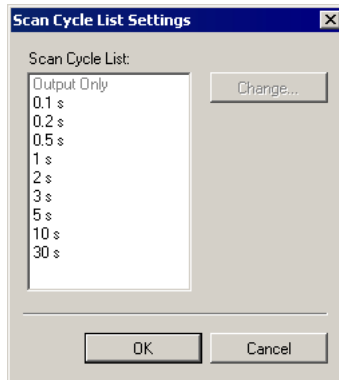 Scan Cycle List Settings
Scan Cycle List:
Output Only
Change...
0.1 s
0.2 s
0.5 s
1 s
2 s
3 s
5 s
10 s
30 s
OK
Cancel